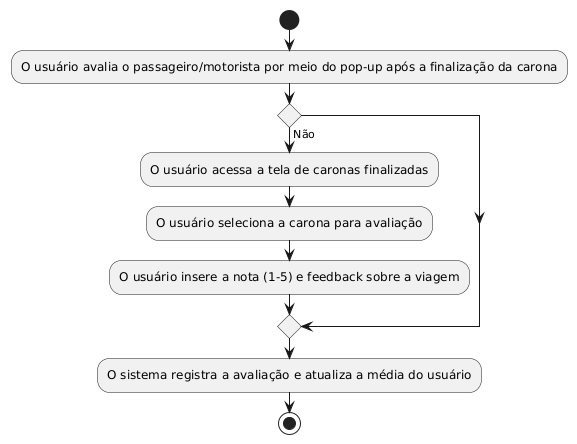 O usuário avalia o passageiro/motorista por meio do pop-up após a finalização da carona
Não
O usuário acessa a tela de caronas finalizadas
O usuário seleciona a carona para avaliação
O usuário insere a nota (1-5) e feedback sobre a viagem
O sistema registra a avaliação e atualiza a média do usuário